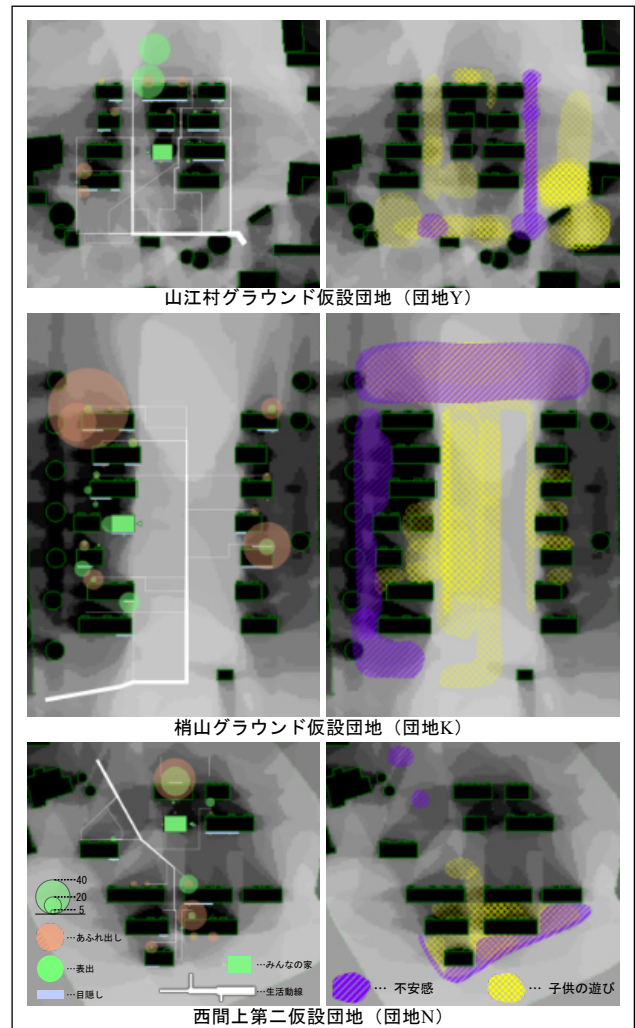 山江村グラウンド仮設団地（団地Y）
梢山グラウンド仮設団地（団地K）
40
20
5
…あふれ出し
…表出
…目隠し
…みんなの家
…生活動線
… 不安感
… 子供の遊び
西間上第二仮設団地（団地N）